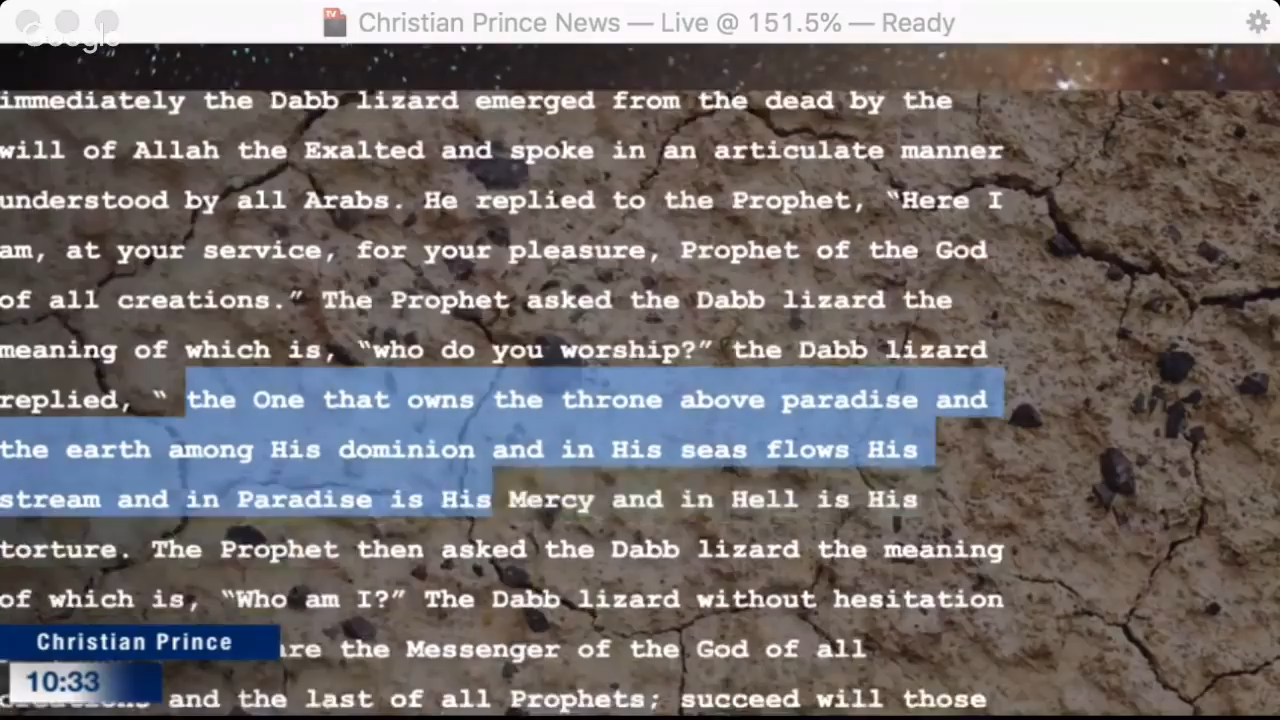 Christian Prince News — Live @ 151.5% — Ready
Google
immediately the Dabb lizard emerged from the dead by the
will of Allah the Exalted and spoke in an articulate manner
understood by all Arabs. He replied to the Prophet, “Here I
am, at your service, for your pleasure, Prophet of the God
of all creations.” The Prophet asked the Dabb lizard the
meaning of which is, “who do you worship?” the Dabb lizard
replied, “ the One that owns the throne above paradise and
the earth among His dominion and in His seas flows His
stream and in Paradise is His Mercy and in Hell is His
torture. The Prophet then asked the Dabb lizard the meaning
of which is, “Who am I?” The Dabb lizard without hesitation
are the Messenger of the God of all
and the last of all Prophets; succeed will those
Christian Prince
10:33